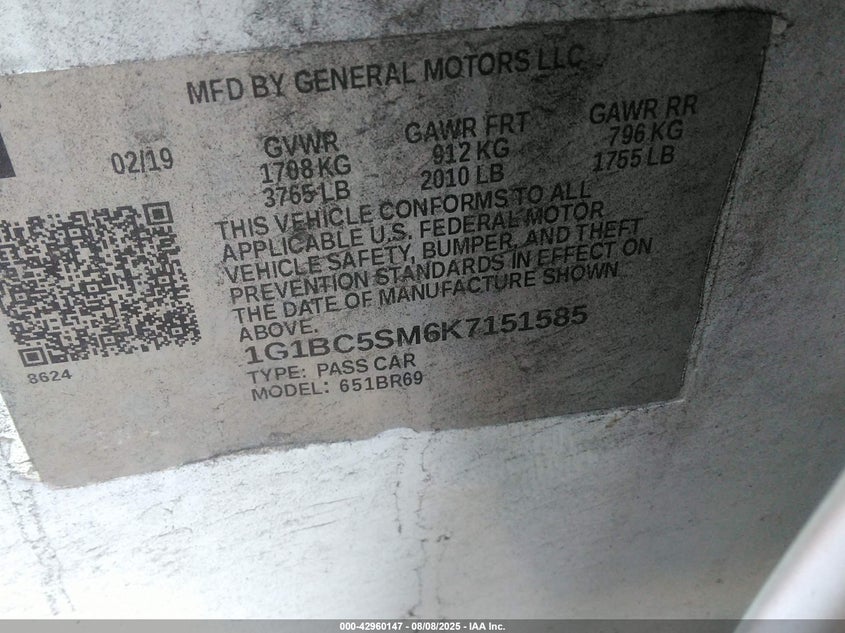 MFD BY GENERAL MOTORS LLC
02/19 GVWR GAWR FRT GAWR RR
1708 KG 912 KG 796 KG
3765 LB 2010 LB 1755 LB
THIS VEHICLE CONFORMS TO ALL
APPLICABLE U.S. FEDERAL MOTOR
VEHICLE SAFETY, BUMPER, AND THEFT
PREVENTION STANDARDS IN EFFECT ON
THE DATE OF MANUFACTURE SHOWN
ABOVE.
1G1BC5SM6K7151585
TYPE: PASS CAR
MODEL: 651BR69
8624
000-42960147 - 08/08/2025 - IAA Inc.